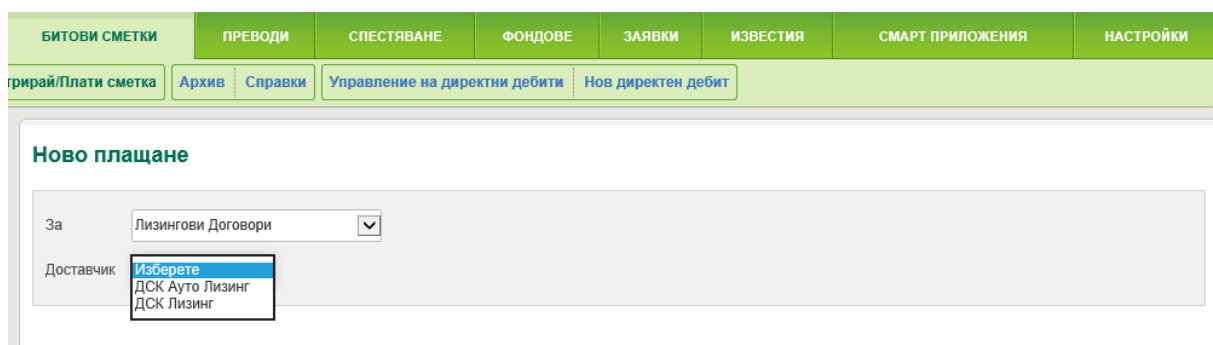 БИТОВИ СМЕТКИ ПРЕВОДИ СПЕСТЯВАНЕ ФОНДОВЕ ЗАЯВКИ ИЗВЕСТИЯ СМАРТ ПРИЛОЖЕНИЯ НАСТРОЙКИ
трирай/Плати сметка Архив Справки Управление на директни дебити Нов директен дебит
Ново плащане
За Лизингови Договори
Доставчик Изберете
ДСК Ауто Лизинг
ДСК Лизинг